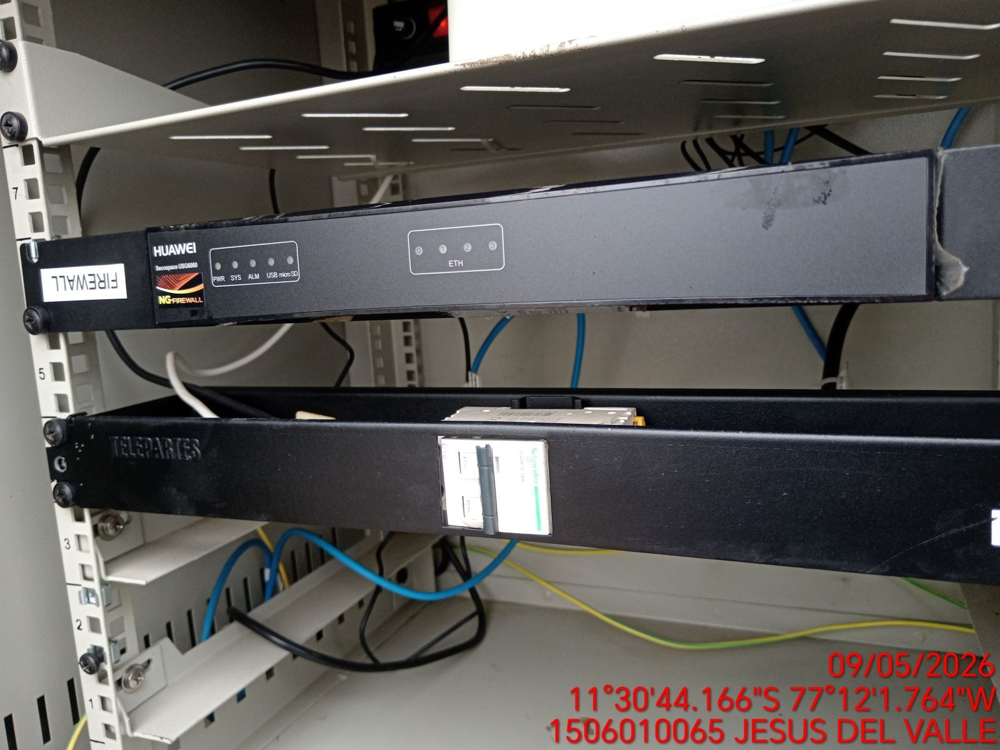 7
HUAWEI
Secospace USG6000
NG-FIREWALL
FIREWALL
PWR SYS ALM USB micro SD
0 1 2 3
ETH
5
TELEPARTES
Schneider
3
2
1
09/05/2026
11°30'44.166"S 77°12'1.764"W
1506010065 JESUS DEL VALLE